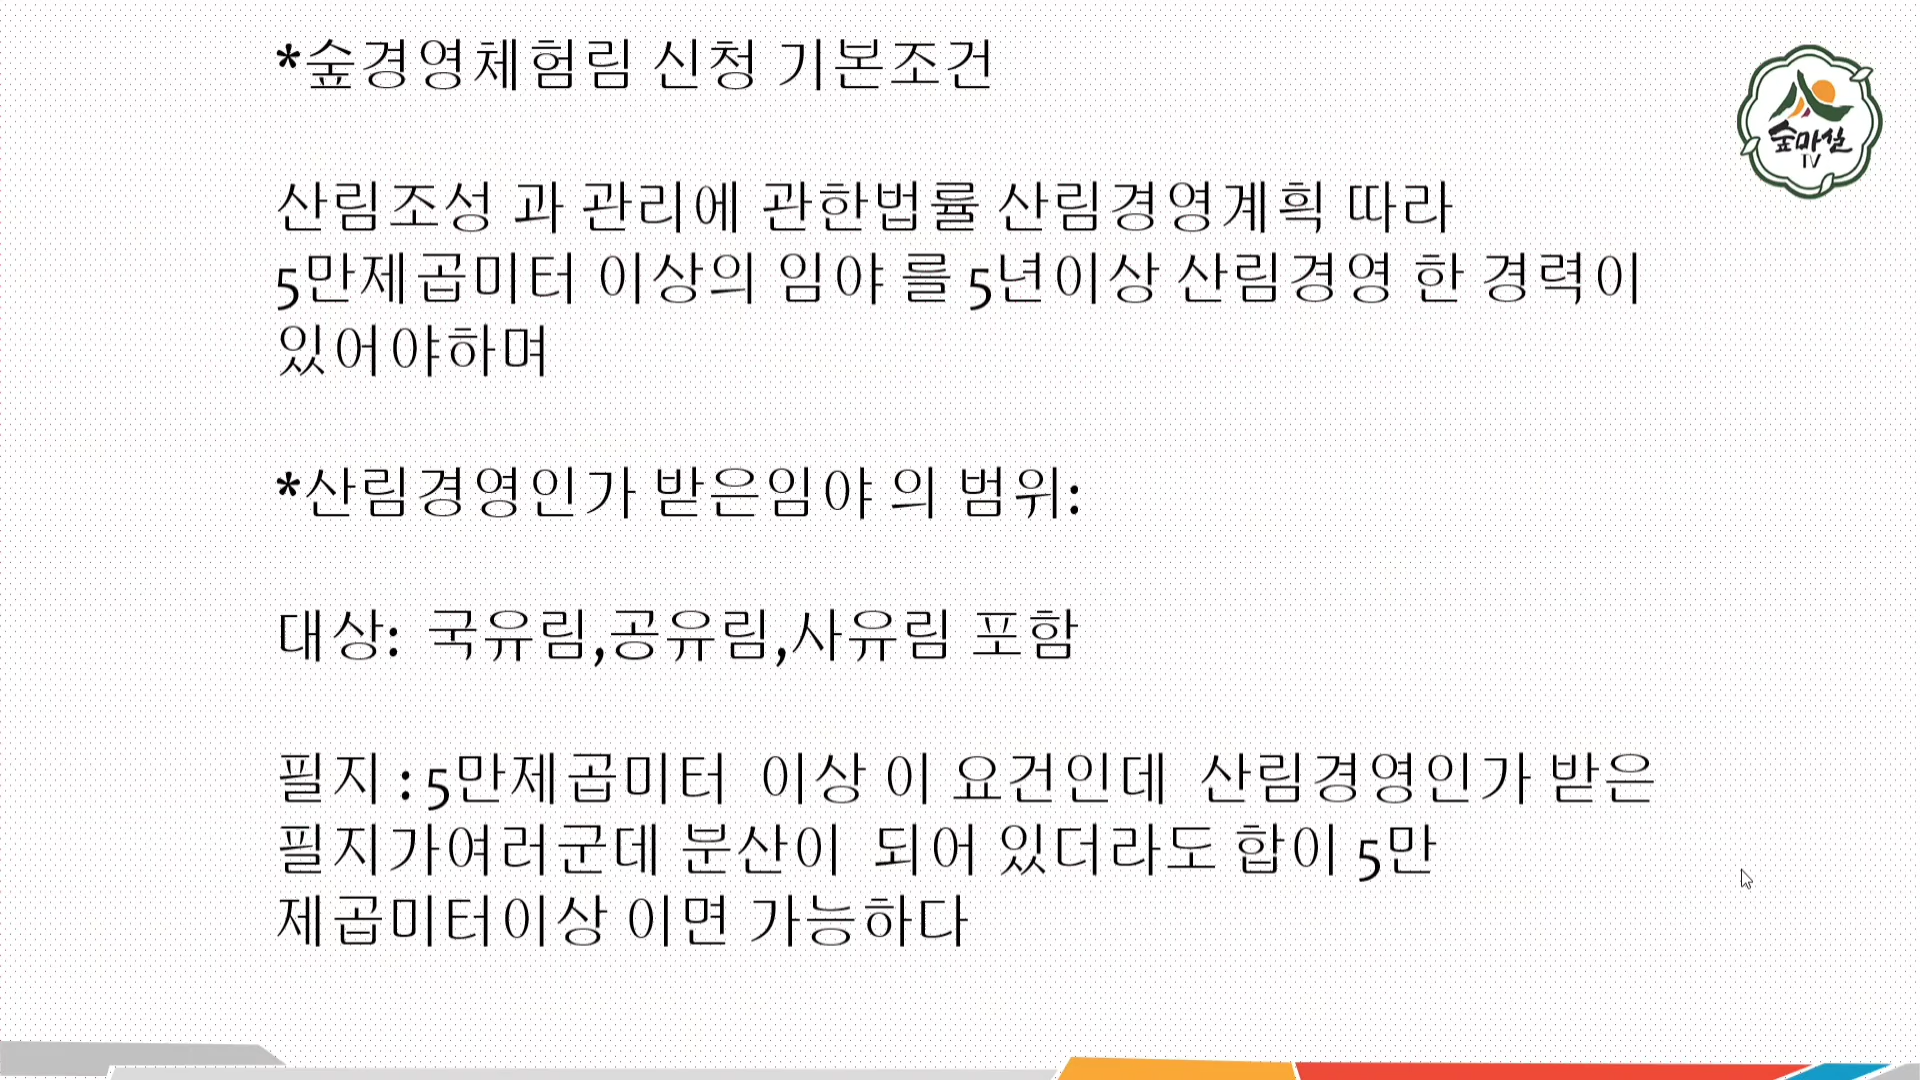 *숲경영체험림 신청 기본조건
숲마실
TV
산림조성 과 관리에 관한법률 산림경영계획 따라
5만제곱미터 이상의 임야 를 5년이상 산림경영 한 경력이
있어야하며
*산림경영인가 받은임야 의 범위:
대상: 국유림,공유림,사유림 포함
필지 : 5만제곱미터 이상 이 요건인데 산림경영인가 받은
필지가여러군데 분산이 되어 있더라도 합이 5만
제곱미터이상 이면 가능하다